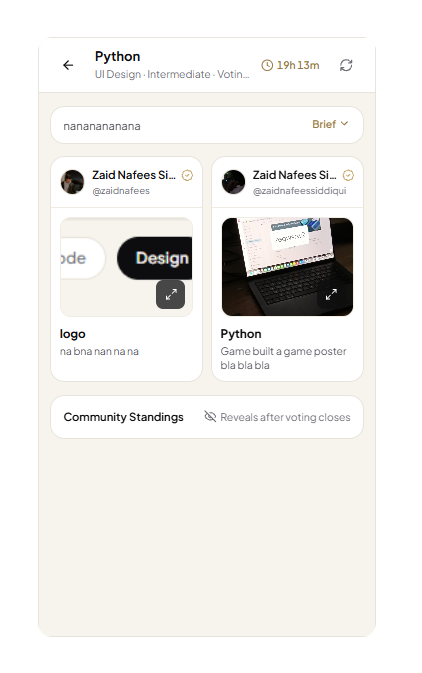 Python
UI Design · Intermediate · Votin...
19h 13m
nanananananana
Brief
Zaid Nafees Si...
@zaidnafees
ode
Design
logo
na bna nan na na
Zaid Nafees Si...
@zaidnafeessiddiqui
Python
Game built a game poster
bla bla bla
Community Standings
Reveals after voting closes